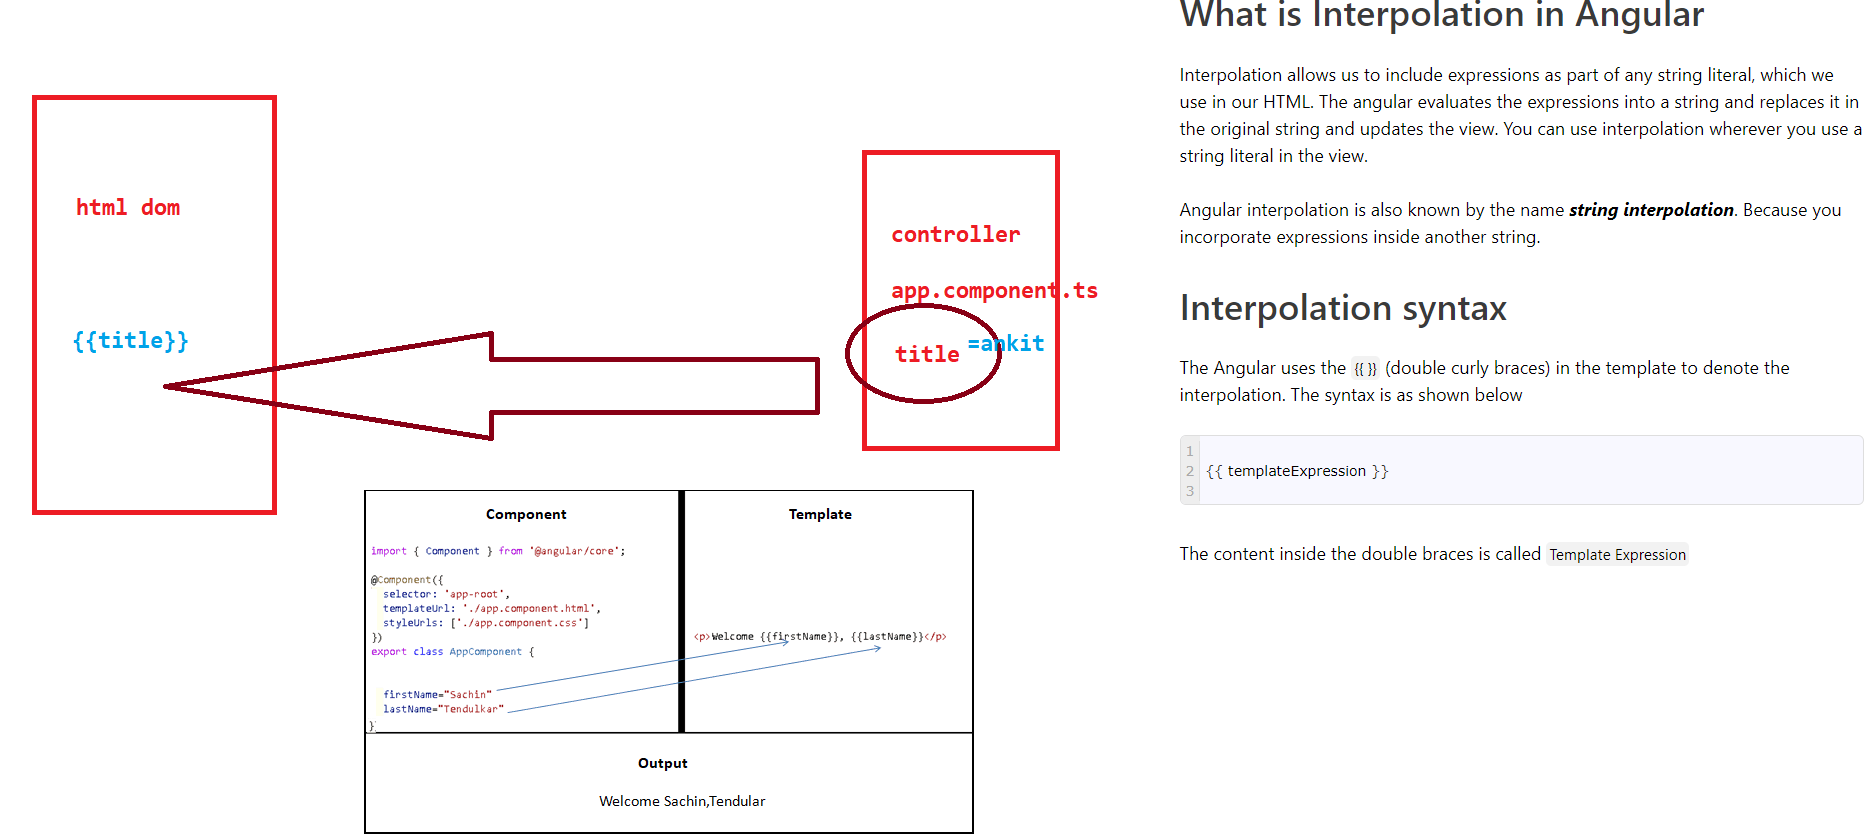 html dom
{{title}}
controller
app.component.ts
title =ankit
Component
import { Component } from '@angular/core';
@Component({
selector: 'app-root',
templateUrl: './app.component.html',
styleUrls: ['./app.component.css']
})
export class AppComponent {
firstName="Sachin"
lastName="Tendulkar"
}
Template
<p>Welcome {{firstName}}, {{lastName}}</p>
Output
Welcome Sachin,Tendular
What is Interpolation in Angular
Interpolation allows us to include expressions as part of any string literal, which we
use in our HTML. The angular evaluates the expressions into a string and replaces it in
the original string and updates the view. You can use interpolation wherever you use a
string literal in the view.
Angular interpolation is also known by the name string interpolation. Because you
incorporate expressions inside another string.
Interpolation syntax
The Angular uses the {{ }} (double curly braces) in the template to denote the
interpolation. The syntax is as shown below
1
2 {{ templateExpression }}
3
The content inside the double braces is called Template Expression